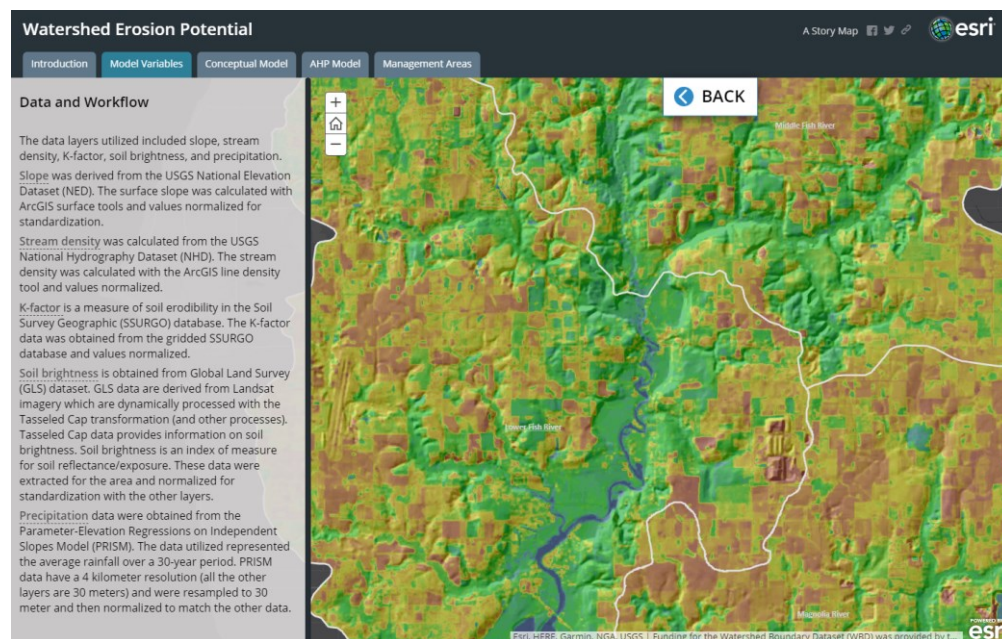 Watershed Erosion Potential
A Story Map
esri
Introduction
Model Variables
Conceptual Model
AHP Model
Management Areas
Data and Workflow
The data layers utilized included slope, stream
density, K-factor, soil brightness, and precipitation.
Slope was derived from the USGS National Elevation
Dataset (NED). The surface slope was calculated with
ArcGIS surface tools and values normalized for
standardization.
Stream density was calculated from the USGS
National Hydrography Dataset (NHD). The stream
density was calculated with the ArcGIS line density
tool and values normalized.
K-factor is a measure of soil erodibility in the Soil
Survey Geographic (SSURGO) database. The K-factor
data was obtained from the gridded SSURGO
database and values normalized.
Soil brightness is obtained from Global Land Survey
(GLS) dataset. GLS data are derived from Landsat
imagery which are dynamically processed with the
Tasseled Cap transformation (and other processes).
Tasseled Cap data provides information on soil
brightness. Soil brightness is an index of measure
for soil reflectance/exposure. These data were
extracted for the area and normalized for
standardization with the other layers.
Precipitation data were obtained from the
Parameter-Elevation Regressions on Independent
Slopes Model (PRISM). The data utilized represented
the average rainfall over a 30-year period. PRISM
data have a 4 kilometer resolution (all the other
layers are 30 meters) and were resampled to 30
meter and then normalized to match the other data.
+
−
BACK
Middle Fish River
Lower Fish River
Magnolia River
POWERED BY
esri
Esri, HERE, Garmin, NGA, USGS | Funding for the Watershed Boundary Dataset (WBD) was provided by t...